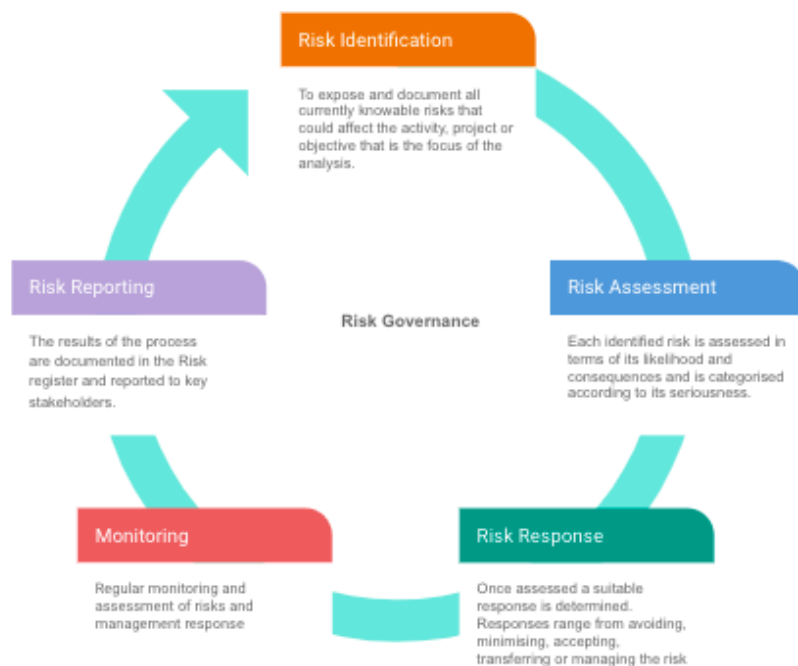 Risk Identification
To expose and document all
currently knowable risks that
could affect the activity, project or
objective that is the focus of the
analysis.
Risk Assessment
Each identified risk is assessed in
terms of its likelihood and
consequences and is categorised
according to its seriousness.
Risk Response
Once assessed a suitable
response is determined.
Responses range from avoiding,
minimising, accepting,
transferring or managing the risk
Monitoring
Regular monitoring and
assessment of risks and
management response
Risk Reporting
The results of the process
are documented in the Risk
register and reported to key
stakeholders.
Risk Governance